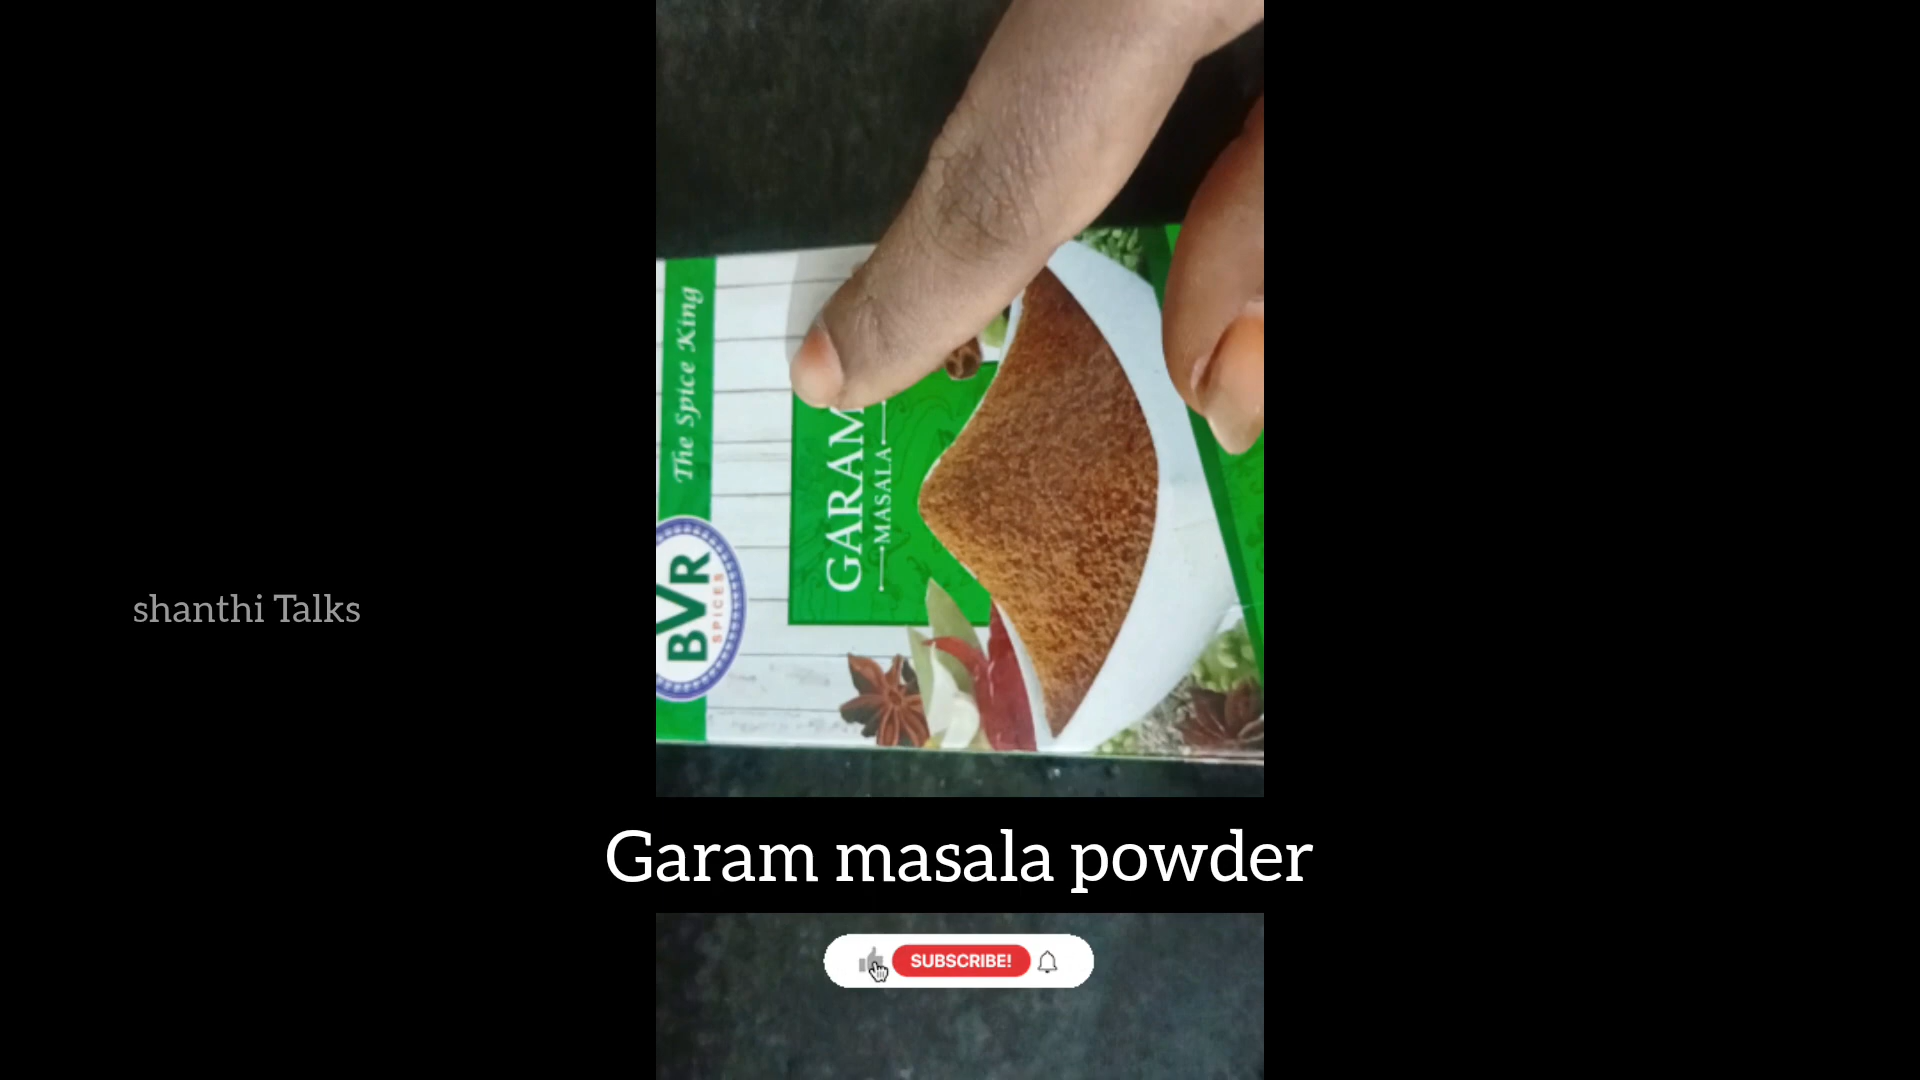 The Spice King
BVR
SPICES
GARAM
MASALA
shanthi Talks
Garam masala powder
SUBSCRIBE!